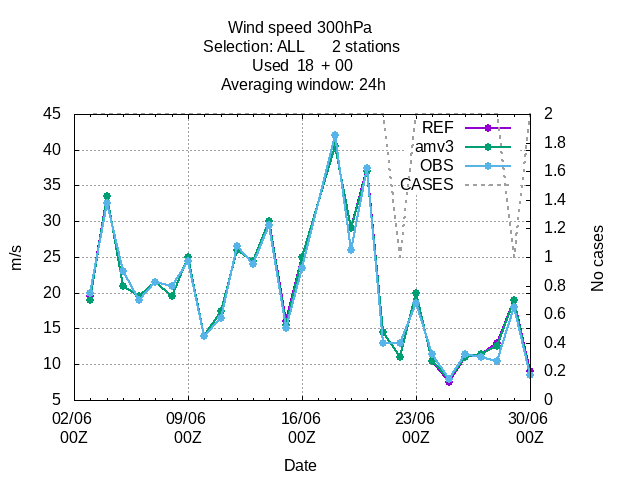 Wind speed 300hPa
Selection: ALL 2 stations
Used 18 + 00
Averaging window: 24h
REF
amv3
OBS
CASES
45
40
35
30
25
20
15
10
5
m/s
2
1.8
1.6
1.4
1.2
1
0.8
0.6
0.4
0.2
0
No cases
02/06 09/06 16/06 23/06 30/06
00Z 00Z 00Z 00Z 00Z
Date